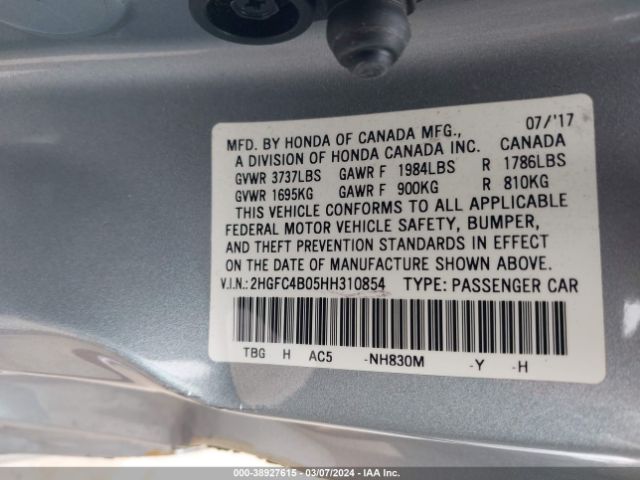 07/'17
MFD. BY HONDA OF CANADA MFG., CANADA
A DIVISION OF HONDA CANADA INC.
GVWR 3737LBS GAWR F 1984LBS R 1786LBS
GVWR 1695KG GAWR F 900KG R 810KG
THIS VEHICLE CONFORMS TO ALL APPLICABLE
FEDERAL MOTOR VEHICLE SAFETY, BUMPER,
AND THEFT PREVENTION STANDARDS IN EFFECT
ON THE DATE OF MANUFACTURE SHOWN ABOVE.
V.I.N.: 2HGFC4B05HH310854 TYPE: PASSENGER CAR
TBG H AC5 -NH830M -Y -H
000-38927615 - 03/07/2024 - IAA Inc.